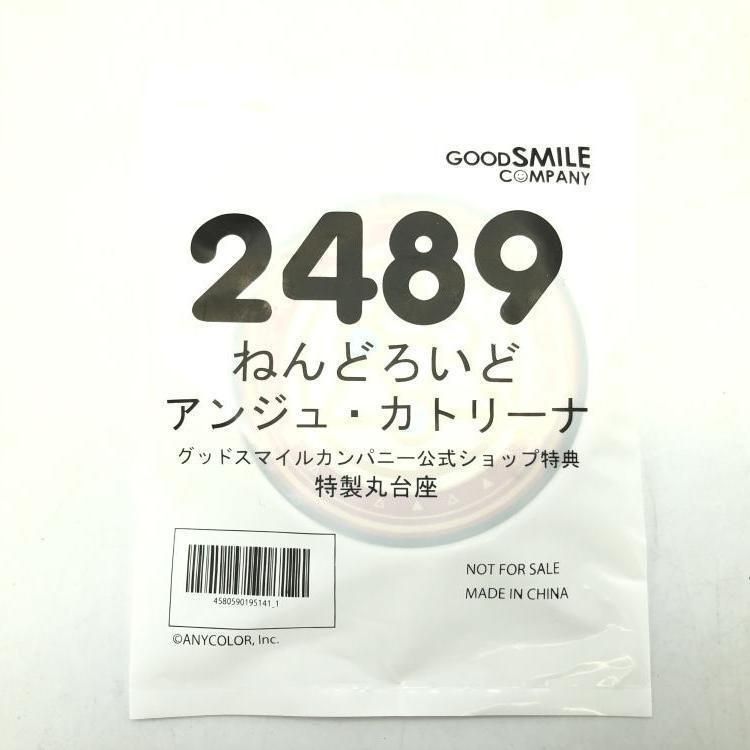 GOODSMILE
COMPANY
2489
ねんどろいど
アンジュ・カトリーナ
グッドスマイルカンパニー公式ショップ特典
特製丸台座
NOT FOR SALE
MADE IN CHINA
4580590195141_1
©ANYCOLOR, Inc.